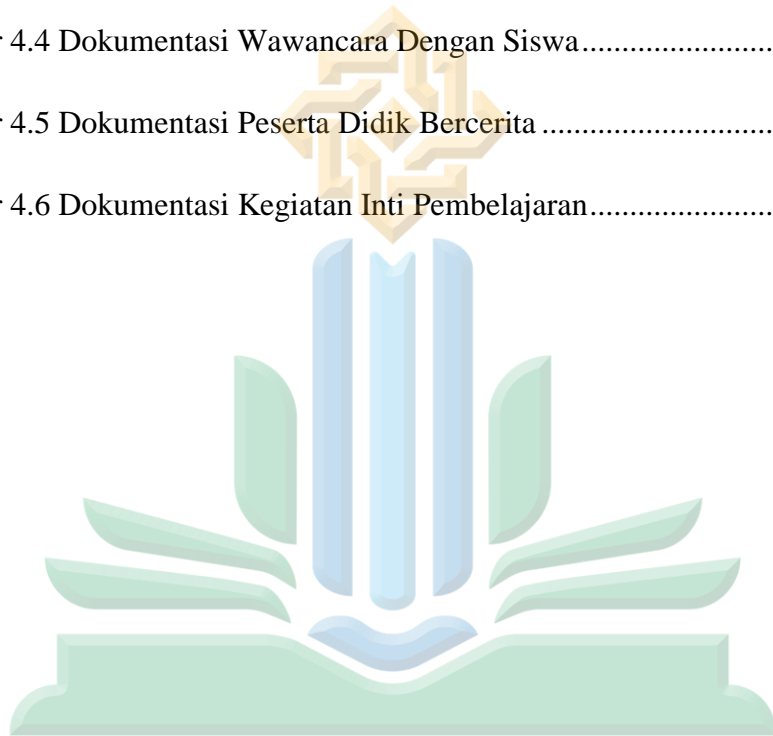 r 4.4 Dokumentasi Wawancara Dengan Siswa........................
r 4.5 Dokumentasi Peserta Didik Bercerita .............................
r 4.6 Dokumentasi Kegiatan Inti Pembelajaran.......................